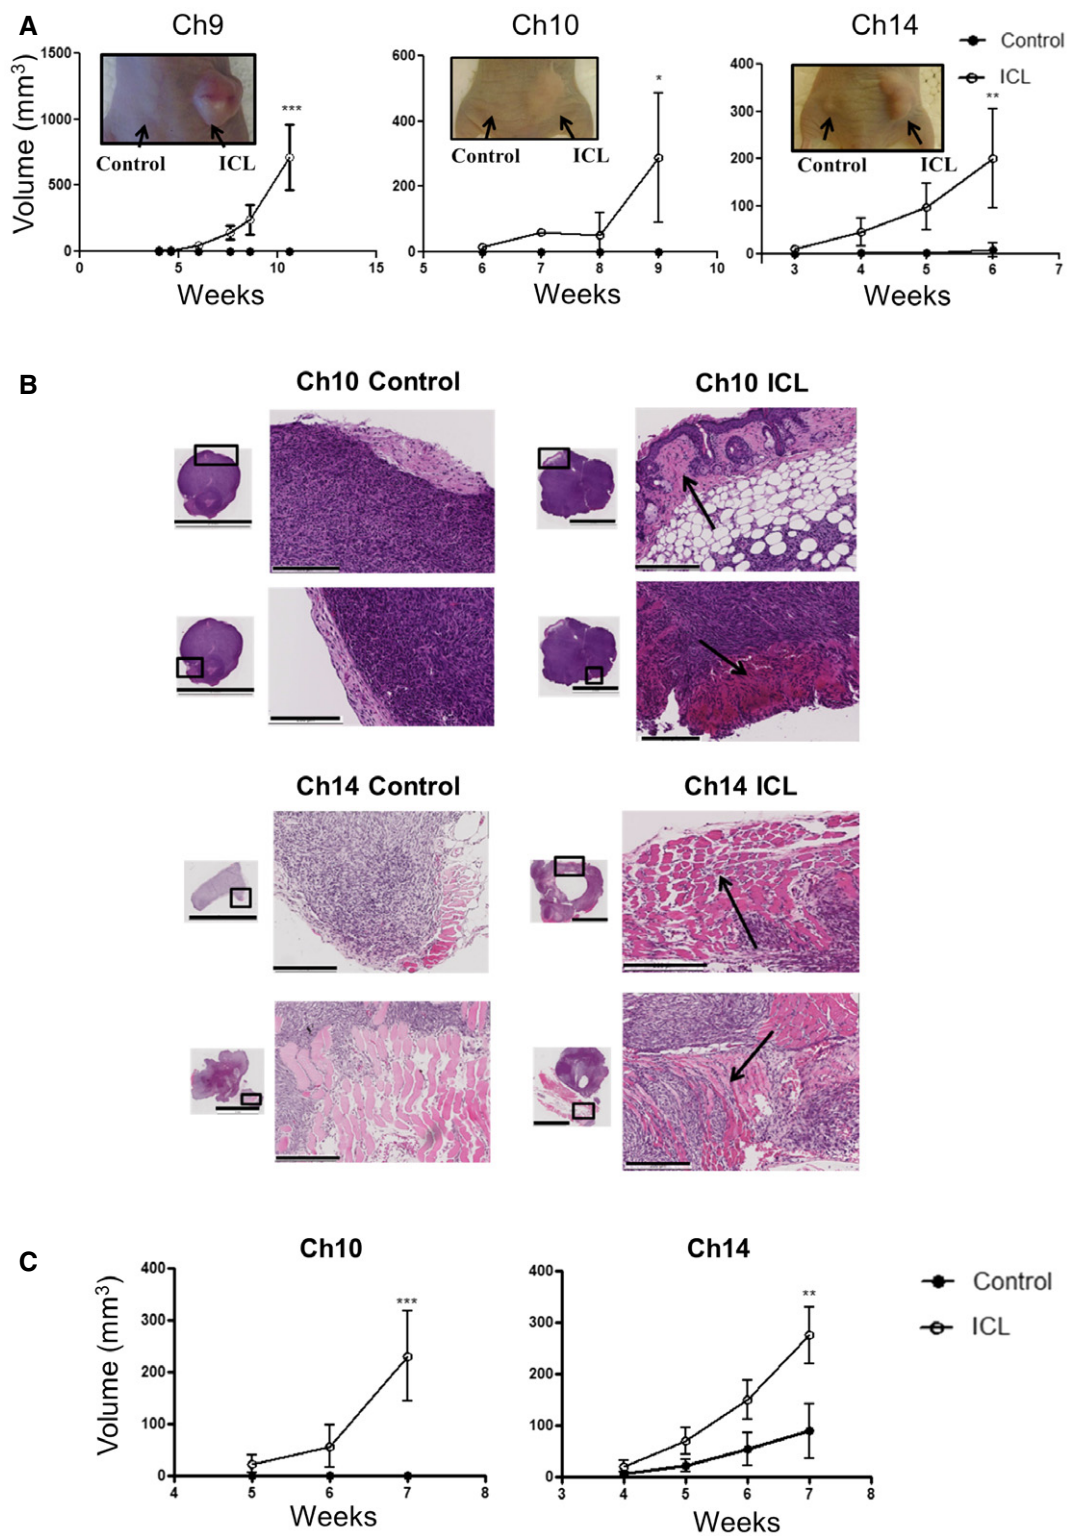 A
Ch9
Ch10
Ch14
Control
ICL
Volume (mm³)
1500
1000
500
0
0
5
10
15
Weeks
***
Control
ICL
600
400
200
0
5
6
7
8
9
10
Weeks
*
Control
ICL
400
300
200
100
0
3
4
5
6
7
Weeks
**
Control
ICL
B
Ch10 Control
Ch10 ICL
Ch14 Control
Ch14 ICL
C
Ch10
Ch14
Volume (mm³)
400
300
200
100
0
4
5
6
7
8
Weeks
***
400
300
200
100
0
3
4
5
6
7
8
Weeks
**
Control
ICL